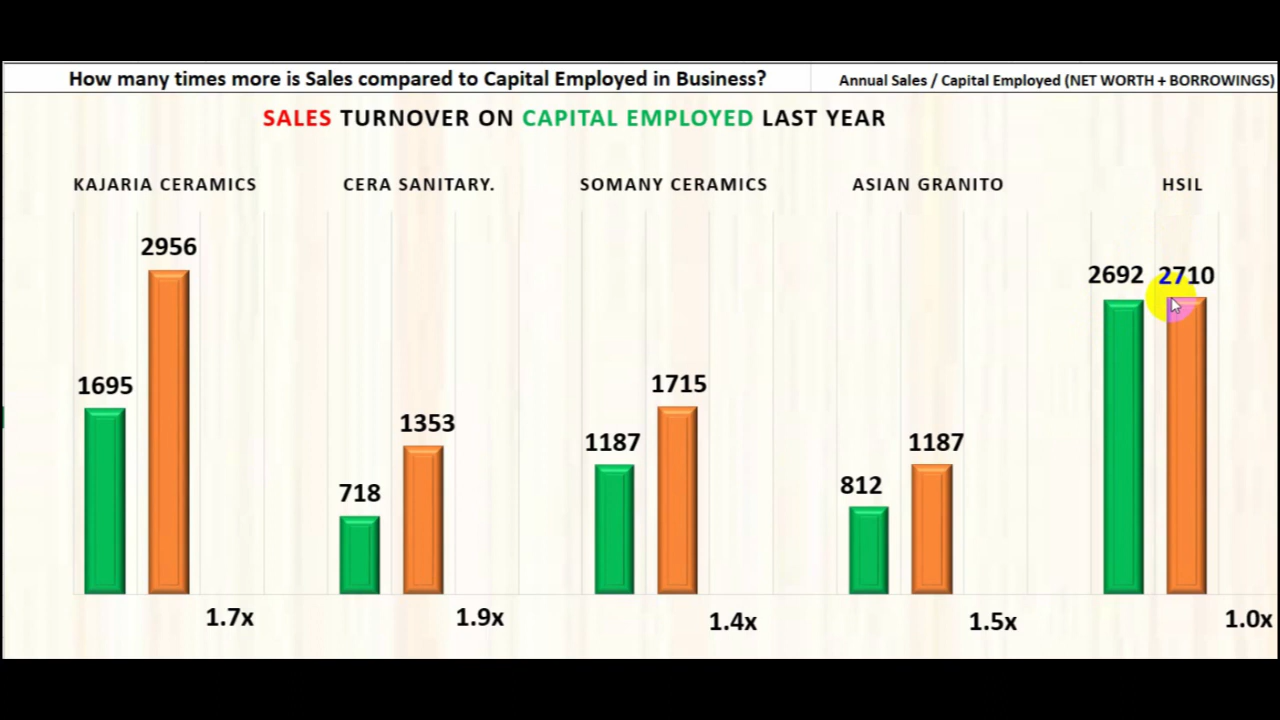 How many times more is Sales compared to Capital Employed in Business?
Annual Sales / Capital Employed (NET WORTH + BORROWINGS)
SALES TURNOVER ON CAPITAL EMPLOYED LAST YEAR
KAJARIA CERAMICS
CERA SANITARY.
SOMANY CERAMICS
ASIAN GRANITO
HSIL
1695
2956
718
1353
1187
1715
812
1187
2692
2710
1.7x
1.9x
1.4x
1.5x
1.0x